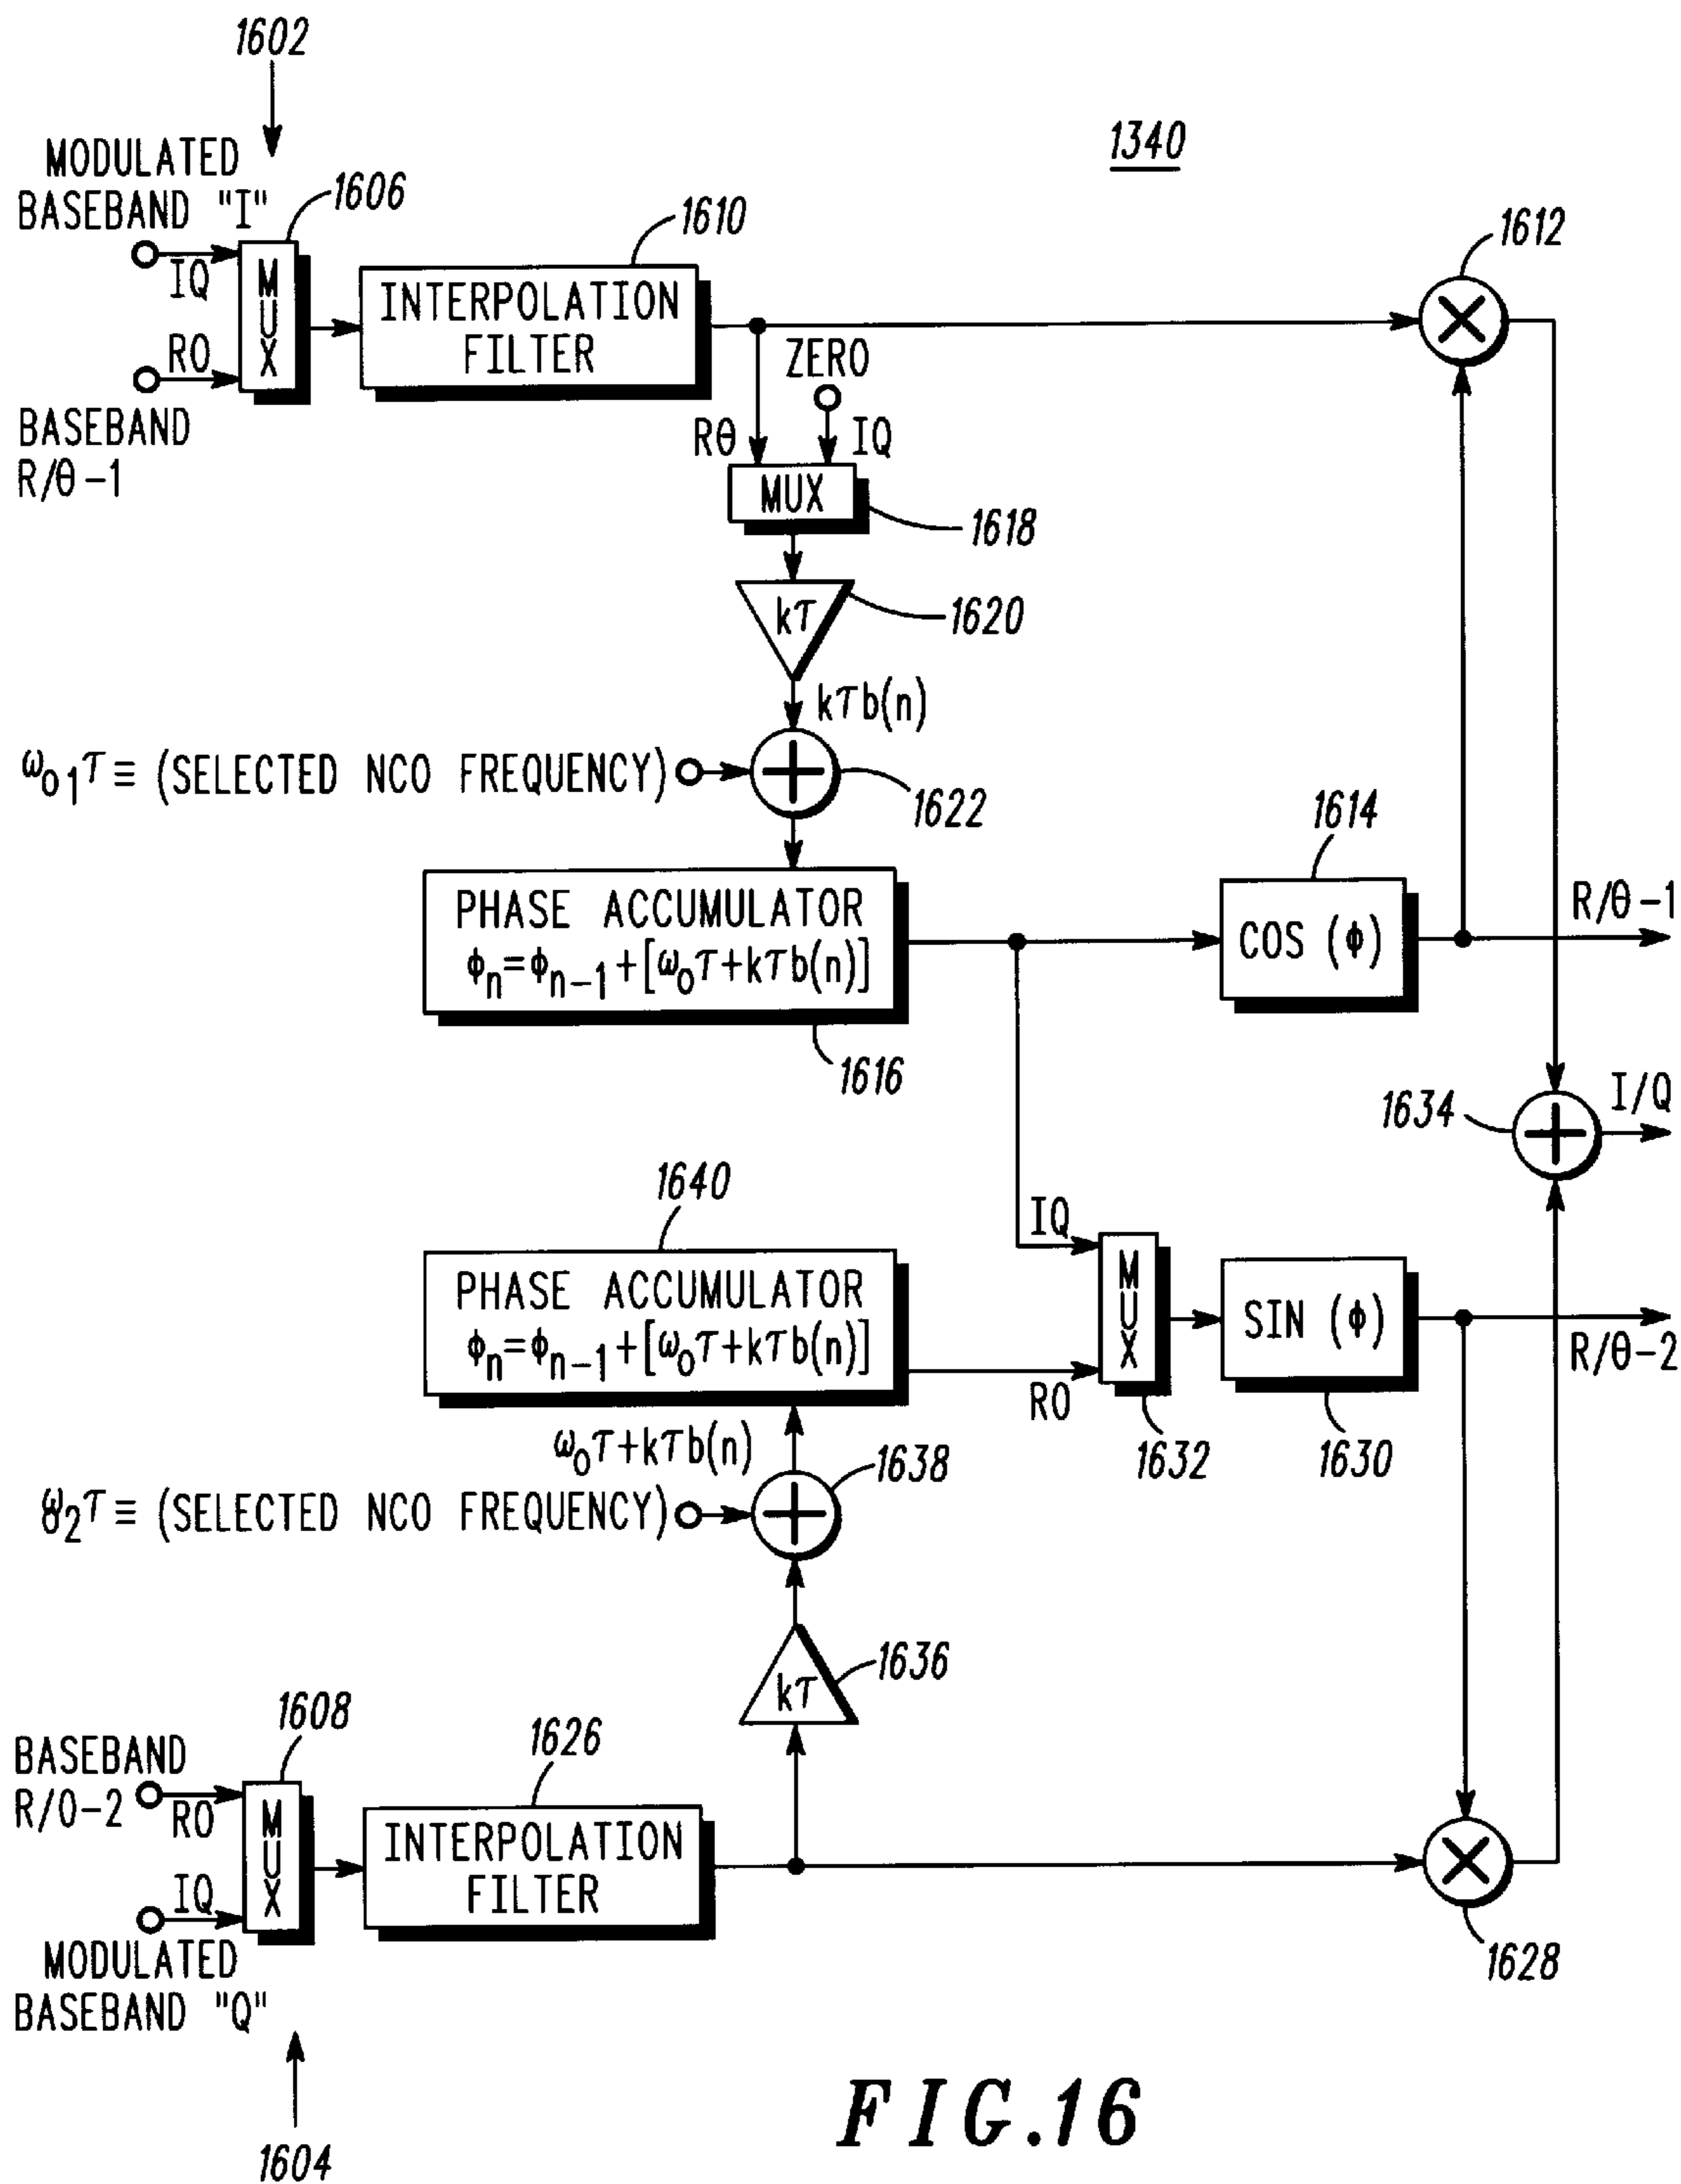 1602
1340
MODULATED
BASEBAND "I"
1606
1610
1612
IQ
MUX
INTERPOLATION
FILTER
RO
ZERO
BASEBAND
R/θ-1
Rθ
IQ
MUX
1618
kτ
1620
kτb(n)
ω₀₁τ ≡ (SELECTED NCO FREQUENCY)
1622
1614
PHASE ACCUMULATOR
ϕₙ=ϕₙ₋₁+[ω₀τ+kτb(n)]
COS (ϕ)
R/θ-1
1616
1634
I/Q
1640
IQ
PHASE ACCUMULATOR
ϕₙ=ϕₙ₋₁+[ω₀τ+kτb(n)]
MUX
SIN (ϕ)
R/θ-2
RO
1632
1630
ω₀τ+kτb(n)
1638
₂τ ≡ (SELECTED NCO FREQUENCY)
kτ
1636
1608
1626
BASEBAND
R/O-2
RO
MUX
INTERPOLATION
FILTER
IQ
MODULATED
BASEBAND "Q"
1628
1604
FIG.16